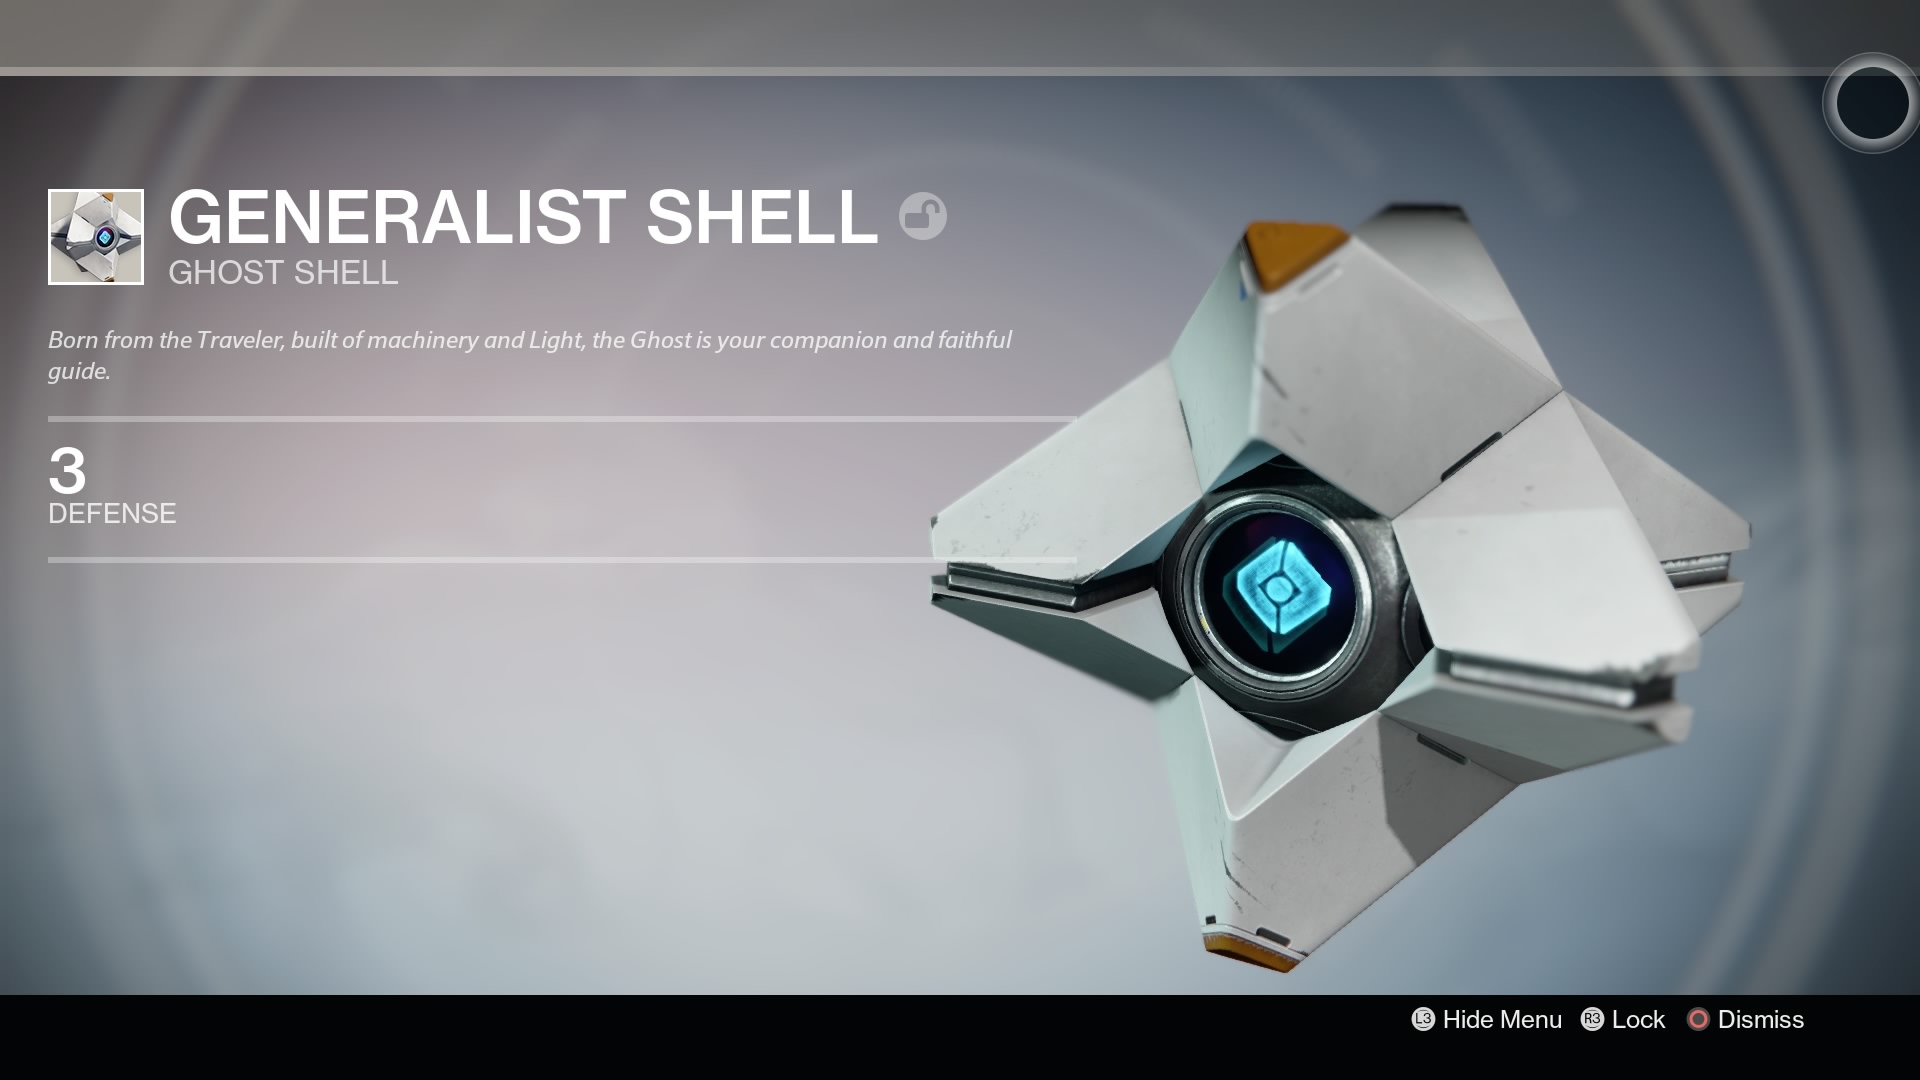 GENERALIST SHELL
GHOST SHELL
Born from the Traveler, built of machinery and Light, the Ghost is your companion and faithful
guide.
3
DEFENSE
L3 Hide Menu R3 Lock Dismiss